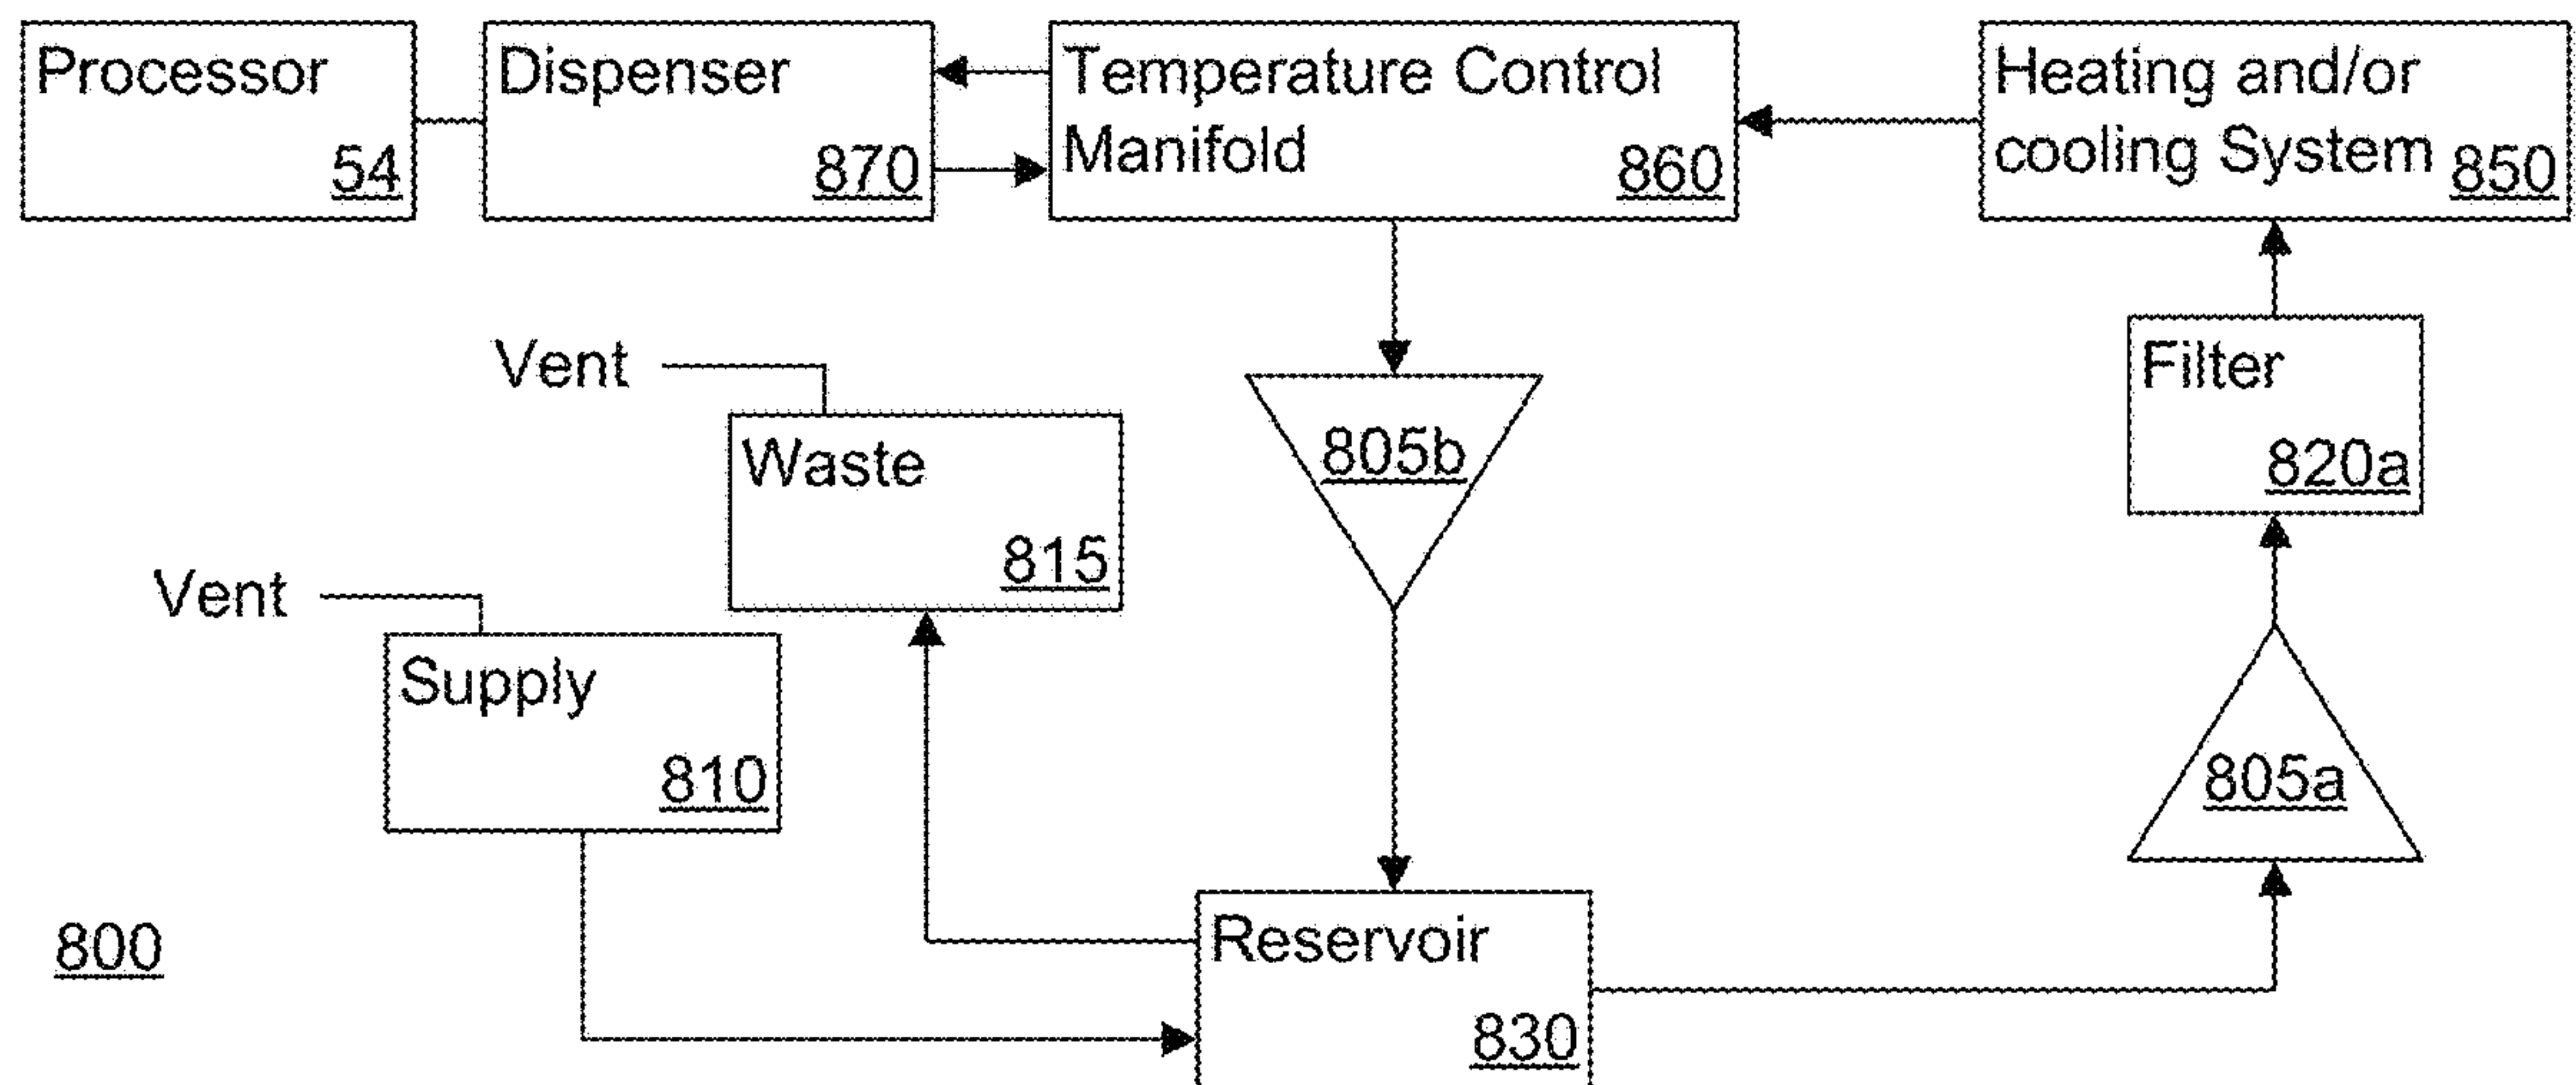 Processor
54
Dispenser
870
Temperature Control
Manifold
860
Heating and/or
cooling System
850
Vent
Waste
815
805b
Filter
820a
Vent
Supply
810
805a
800
Reservoir
830